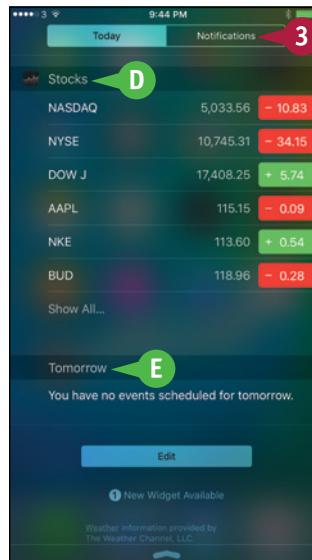 3 9:44 PM
Today Notifications 3
Stocks D
NASDAQ 5,033.56 − 10.83
NYSE 10,745.31 − 34.15
DOW J 17,408.25 + 5.74
AAPL 115.15 − 0.09
NKE 113.60 + 0.54
BUD 118.96 − 0.28
Show All...
Tomorrow E
You have no events scheduled for tomorrow.
Edit
1 New Widget Available
Weather information provided by
The Weather Channel, LLC.